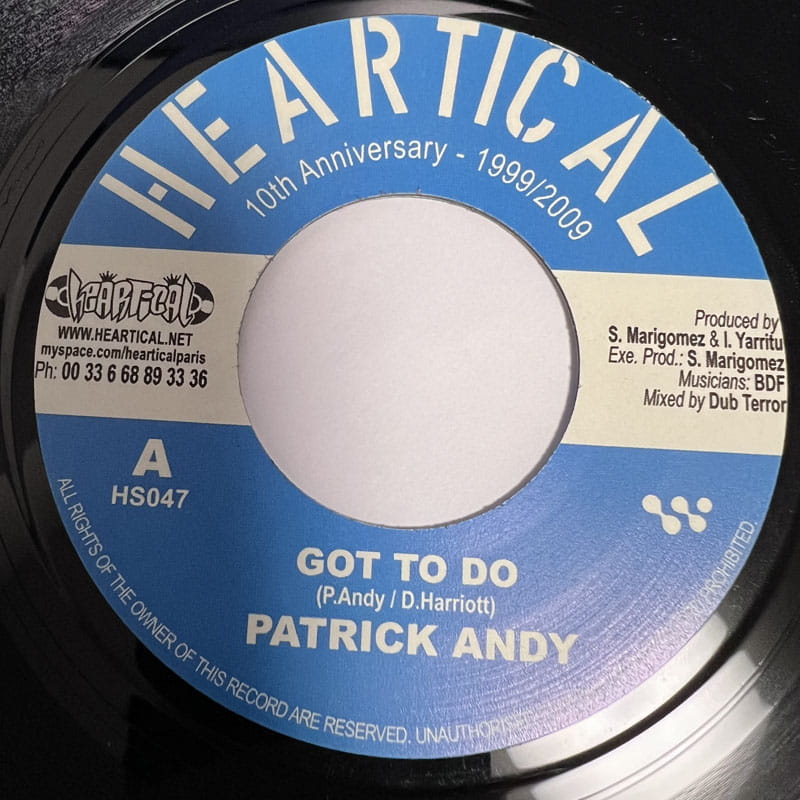 HEARTICAL
10th Anniversary - 1999/2009
HEARTICAL
WWW.HEARTICAL.NET
myspace.com/hearticalparis
Ph: 00 33 6 68 89 33 36
Produced by
S. Marigomez & I. Yarritu
Exe. Prod.: S. Marigomez
Musicians: BDF
Mixed by Dub Terror
A
HS047
GOT TO DO
(P.Andy / D.Harriott)
PATRICK ANDY
ALL RIGHTS OF THE OWNER OF THIS RECORD ARE RESERVED. UNAUTHORISED PROHIBITED.